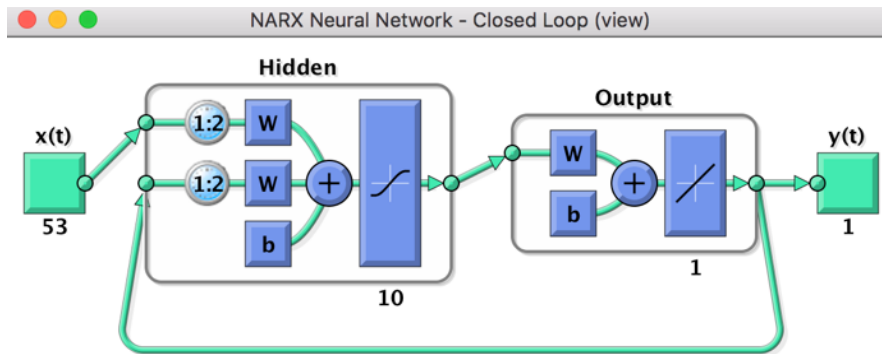 NARX Neural Network - Closed Loop (view)
Hidden
Output
x(t)
y(t)
1:2
W
1:2
W
b
+
W
b
+
53
10
1
1